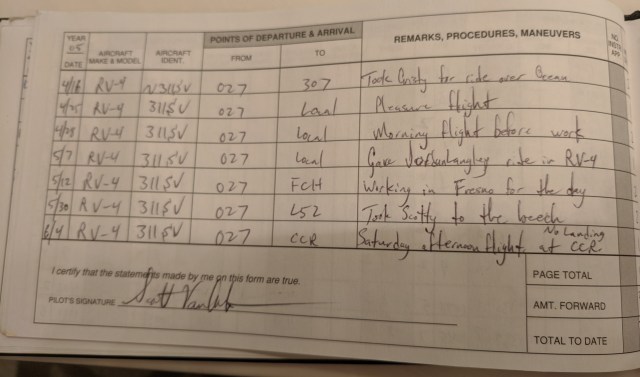 YEAR POINTS OF DEPARTURE & ARRIVAL REMARKS, PROCEDURES, MANEUVERS
DATE AIRCRAFT MAKE & MODEL AIRCRAFT IDENT. FROM TO
4/16 RV-4 N311SV O27 307 Took for ride over Ocean
4/25 RV-4 311SV O27 Local Pleasure flight
4/28 RV-4 311SV O27 Local Morning flight before work
5/7 RV-4 311SV O27 Local Gave ride in RV-4
5/12 RV-4 311SV O27 FCH Working in Fresno for the day
5/30 RV-4 311SV O27 L52 Took Scotty to the beech
6/4 RV-4 311SV O27 CCR Saturday afternoon flight No Landing at CCR
I certify that the statements made by me on this form are true.
PILOT'S SIGNATURE Scott
PAGE TOTAL
AMT. FORWARD
TOTAL TO DATE